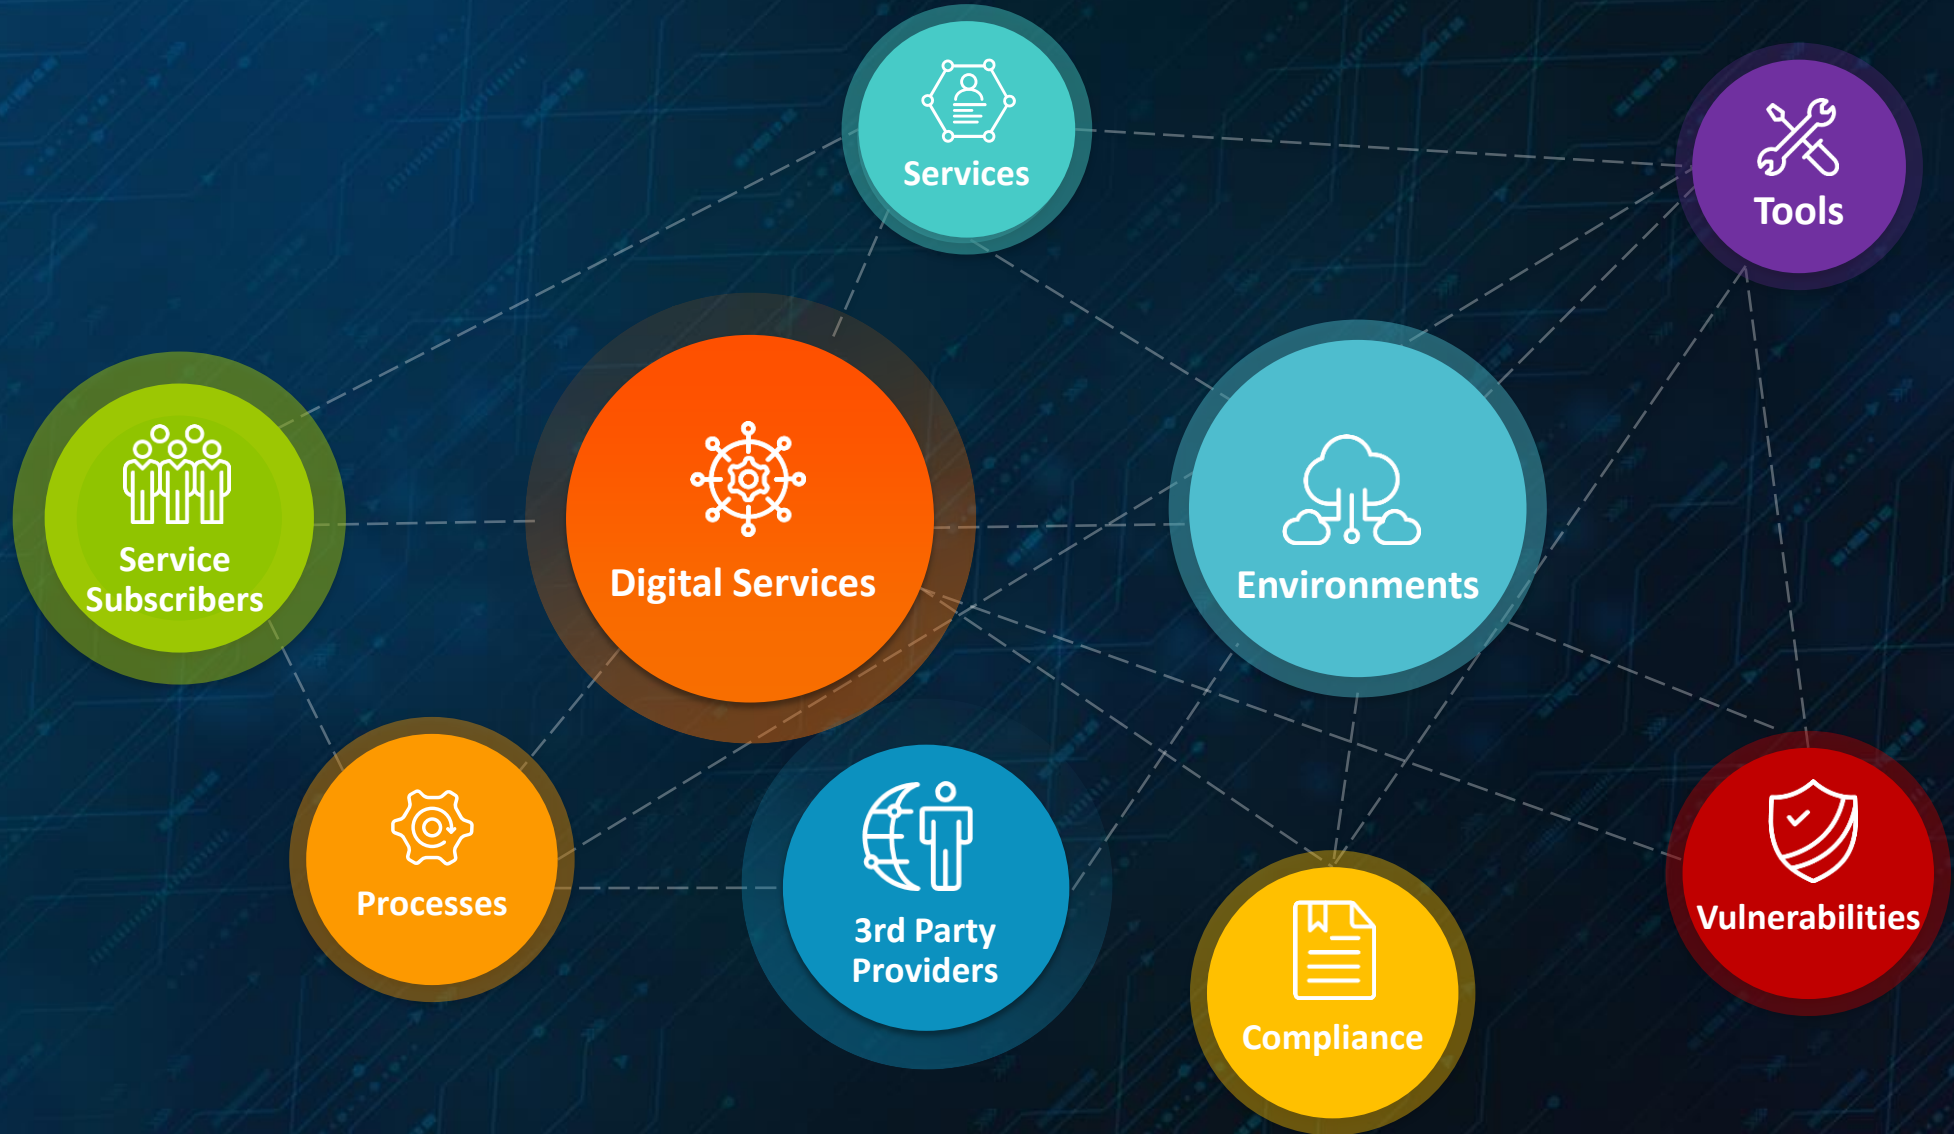 Services
Tools
Service
Subscribers
Digital Services
Environments
Processes
3rd Party
Providers
Vulnerabilities
Compliance